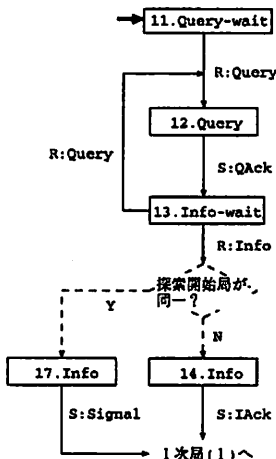 11.Query-wait
R:Query
12.Query
R:Query
S:QAck
13.Info-wait
R:Info
探索開始局が
同一?
Y
N
17.Info
14.Info
S:Signal
S:IAck
1次局(1)へ